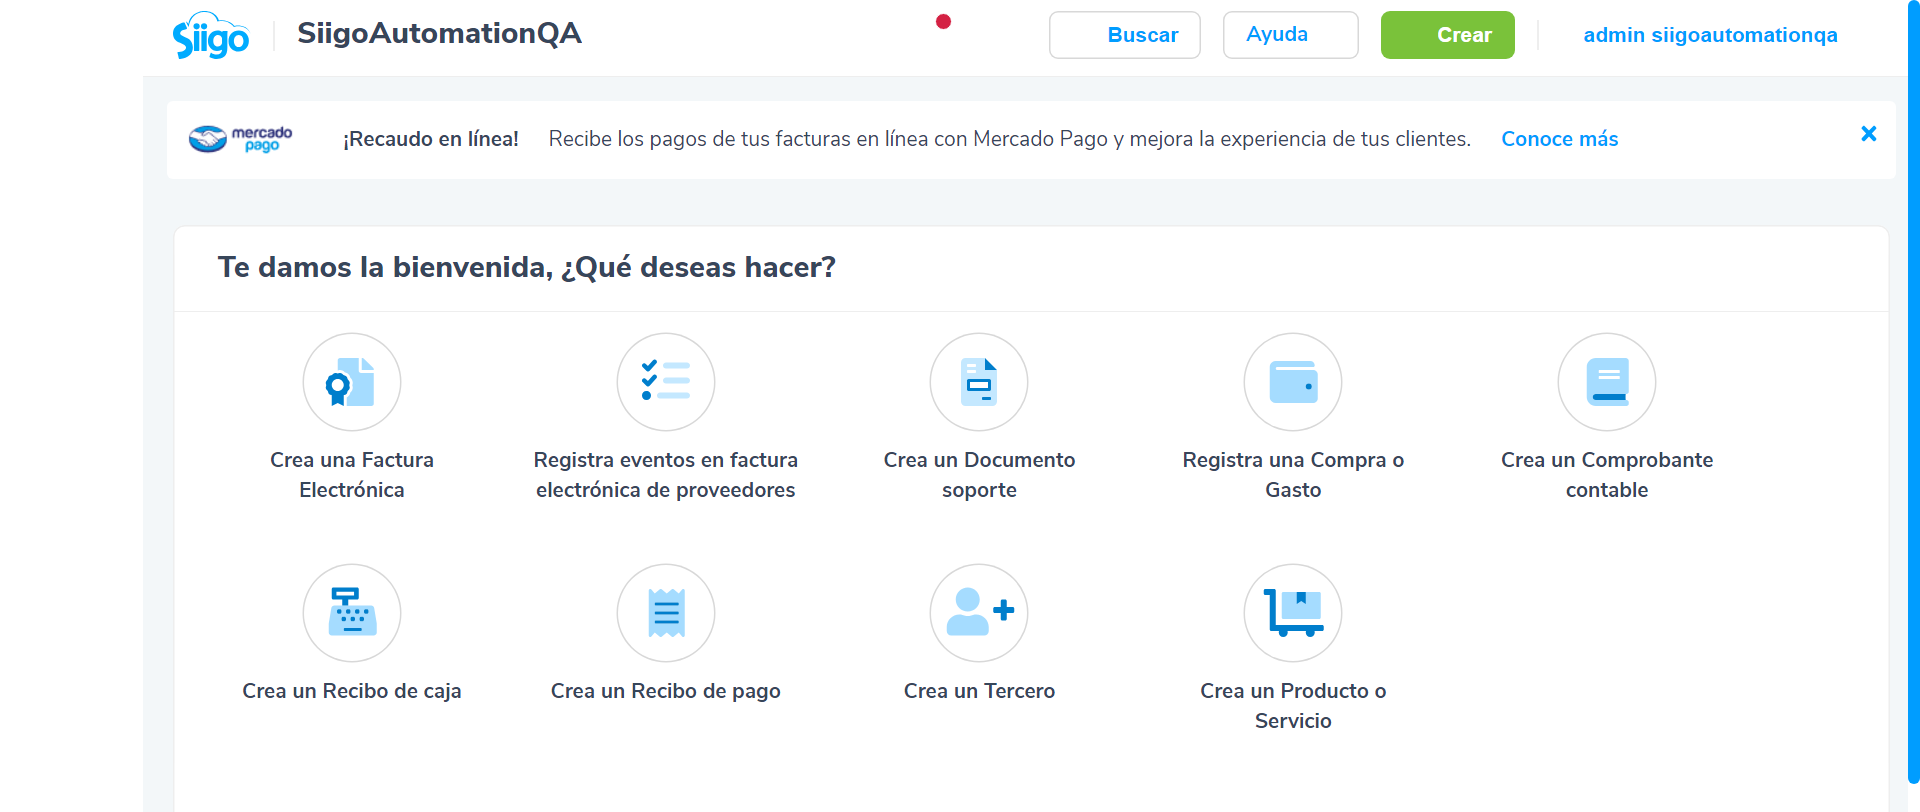 Siigo SiigoAutomationQA Buscar Ayuda Crear admin siigoautomationqa
mercado pago ¡Recaudo en línea! Recibe los pagos de tus facturas en línea con Mercado Pago y mejora la experiencia de tus clientes. Conoce más
Te damos la bienvenida, ¿Qué deseas hacer?
Crea una Factura
Electrónica
Registra eventos en factura
electrónica de proveedores
Crea un Documento
soporte
Registra una Compra o
Gasto
Crea un Comprobante
contable
Crea un Recibo de caja
Crea un Recibo de pago
Crea un Tercero
Crea un Producto o
Servicio